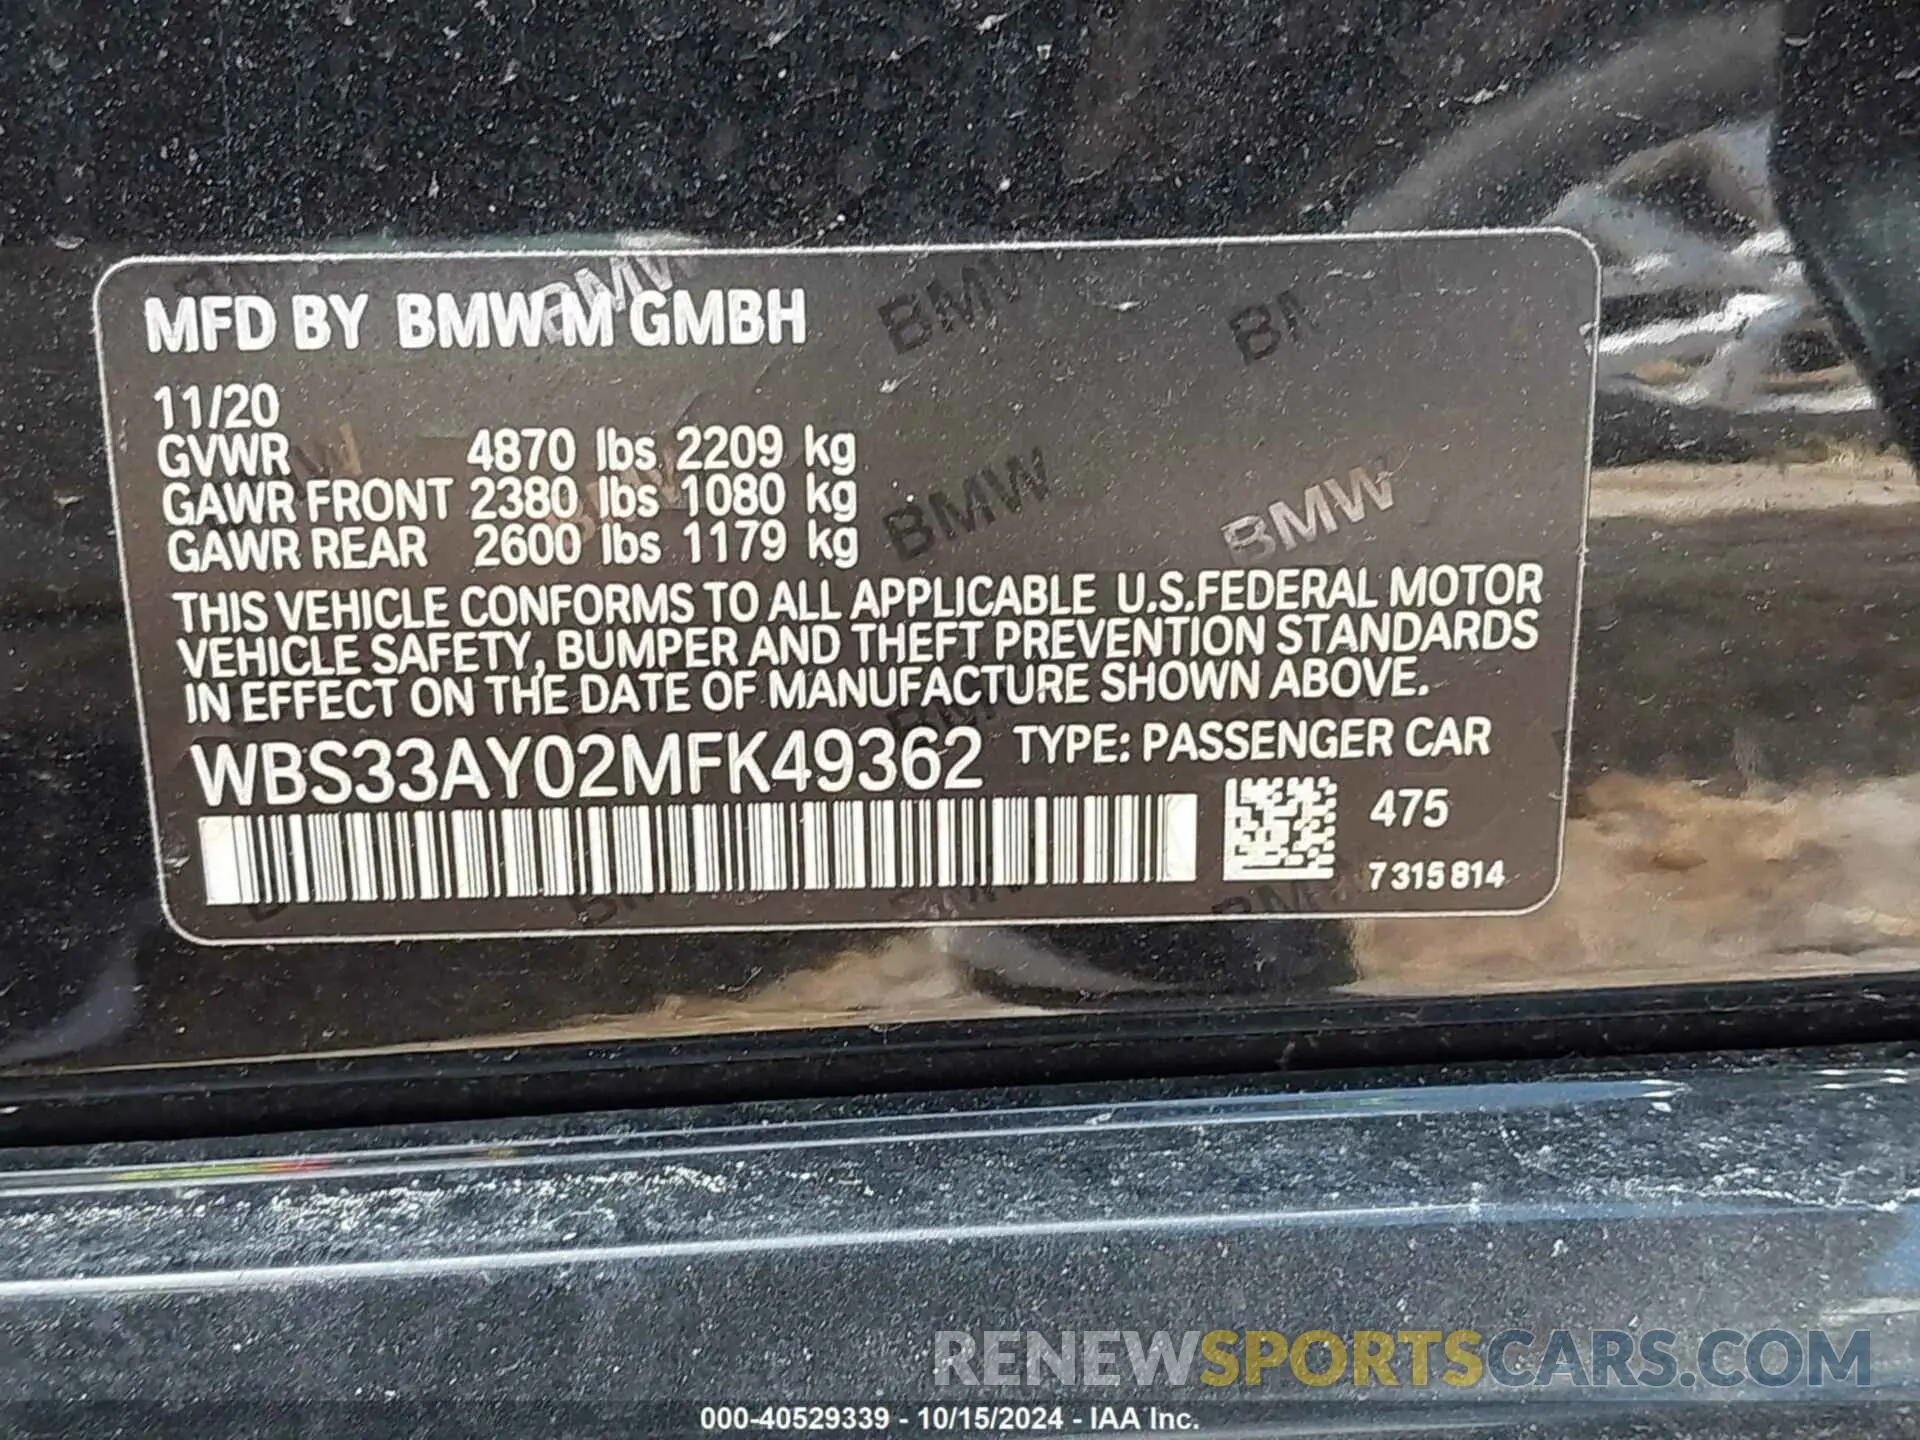 MFD BY BMW M GMBH
11/20
GVWR 4870 lbs 2209 kg
GAWR FRONT 2380 lbs 1080 kg
GAWR REAR 2600 lbs 1179 kg
THIS VEHICLE CONFORMS TO ALL APPLICABLE U.S.FEDERAL MOTOR
VEHICLE SAFETY, BUMPER AND THEFT PREVENTION STANDARDS
IN EFFECT ON THE DATE OF MANUFACTURE SHOWN ABOVE.
WBS33AY02MFK49362 TYPE: PASSENGER CAR
475
7315814
RENEWSPORTSCARS.COM
000-40529339 - 10/15/2024 - IAA Inc.